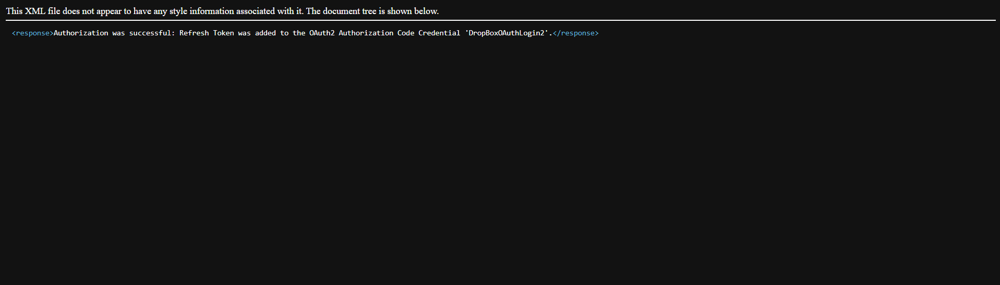 This XML file does not appear to have any style information associated with it. The document tree is shown below.
<response>Authorization was successful: Refresh Token was added to the OAuth2 Authorization Code Credential 'DropBoxOAuthLogin2'.</response>